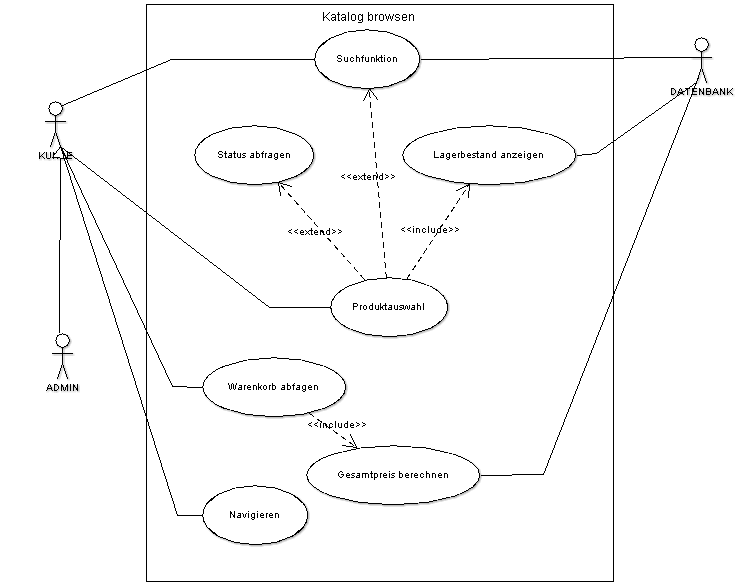 Katalog browsen
Suchfunktion
DATENBANK
KUNDE
Status abfragen
Lagerbestand anzeigen
<<extend>>
<<extend>>
<<include>>
Produktauswahl
ADMIN
Warenkorb abfagen
<<include>>
Gesamtpreis berechnen
Navigieren